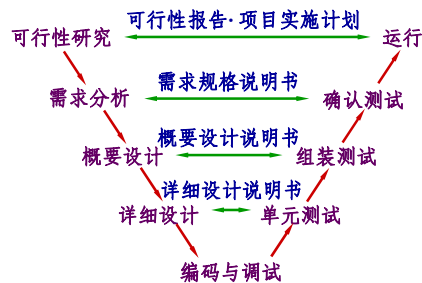 可行性报告·项目实施计划
可行性研究
运行
需求规格说明书
需求分析
确认测试
概要设计说明书
概要设计
组装测试
详细设计说明书
详细设计
单元测试
编码与调试